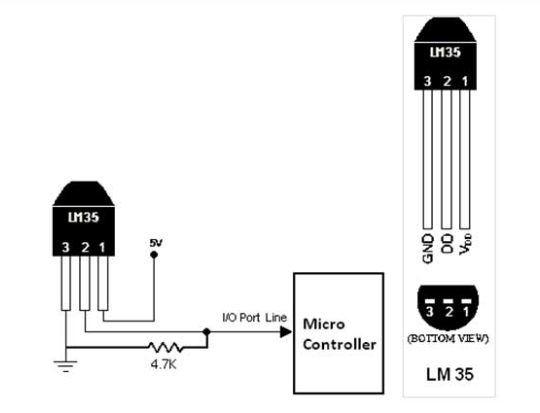 LM35
3 2 1
5V
I/O Port Line
Micro
Controller
4.7K
LM35
3 2 1
GND
DD
VDD
3 2 1
(BOTTOM VIEW)
LM 35